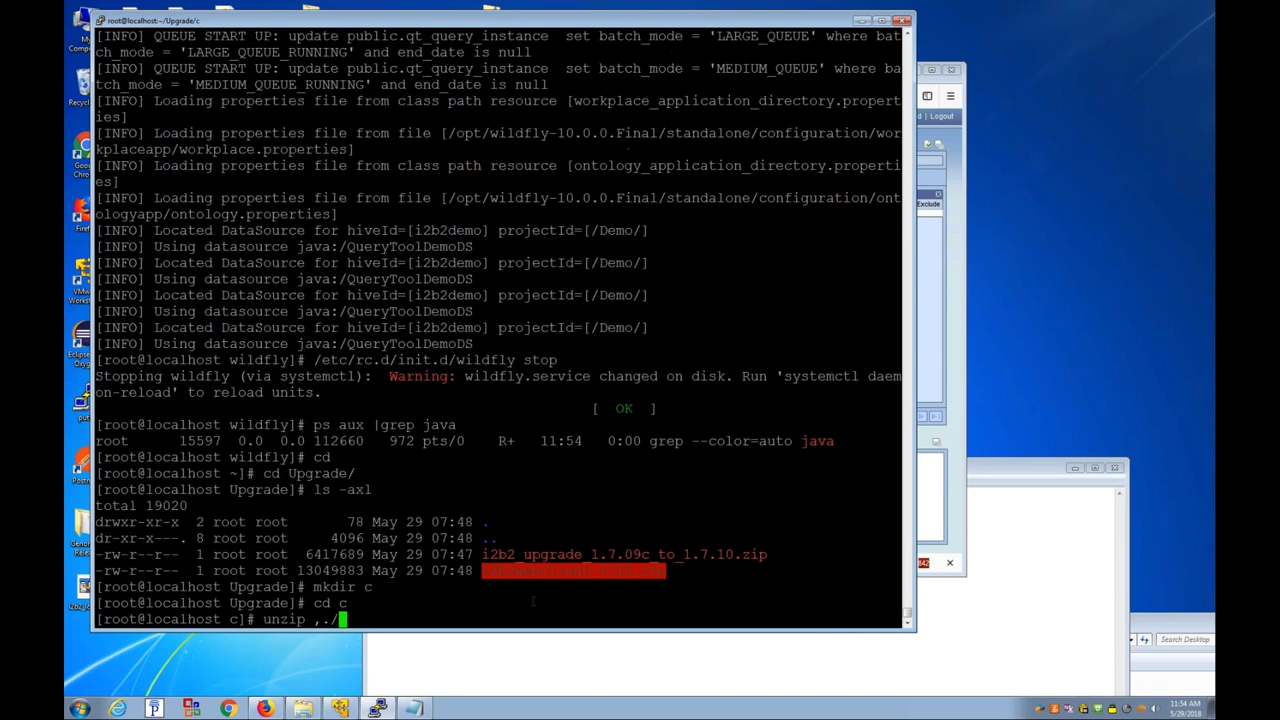 root@localhost:~/Upgrade/c
[INFO] QUEUE START UP: update public.qt_query_instance  set batch_mode = 'LARGE_QUEUE' where bat
ch_mode = 'LARGE_QUEUE_RUNNING' and end_date is null
[INFO] QUEUE START UP: update public.qt_query_instance  set batch_mode = 'MEDIUM_QUEUE' where ba
tch_mode = 'MEDIUM_QUEUE_RUNNING' and end_date is null
[INFO] Loading properties file from class path resource [workplace_application_directory.propert
ies]
[INFO] Loading properties file from file [/opt/wildfly-10.0.0.Final/standalone/configuration/wor
kplaceapp/workplace.properties]
[INFO] Loading properties file from class path resource [ontology_application_directory.properti
es]
[INFO] Loading properties file from file [/opt/wildfly-10.0.0.Final/standalone/configuration/ont
ologyapp/ontology.properties]
[INFO] Located DataSource for hiveId=[i2b2demo] projectId=[/Demo/]
[INFO] Using datasource java:/QueryToolDemoDS
[INFO] Located DataSource for hiveId=[i2b2demo] projectId=[/Demo/]
[INFO] Using datasource java:/QueryToolDemoDS
[INFO] Located DataSource for hiveId=[i2b2demo] projectId=[/Demo/]
[INFO] Using datasource java:/QueryToolDemoDS
[INFO] Located DataSource for hiveId=[i2b2demo] projectId=[/Demo/]
[INFO] Using datasource java:/QueryToolDemoDS
[root@localhost wildfly]# /etc/rc.d/init.d/wildfly stop
Stopping wildfly (via systemctl):  Warning: wildfly.service changed on disk. Run 'systemctl daem
on-reload' to reload units.
[  OK  ]
[root@localhost wildfly]# ps aux |grep java
root     15597  0.0  0.0 112660   972 pts/0    R+   11:54   0:00 grep --color=auto java
[root@localhost wildfly]# cd
[root@localhost ~]# cd Upgrade/
[root@localhost Upgrade]# ls -axl
total 19020
drwxr-xr-x  2 root root       78 May 29 07:48 .
dr-xr-x---. 8 root root     4096 May 29 07:48 ..
-rw-r--r--  1 root root  6417689 May 29 07:47 i2b2_upgrade_1.7.09c_to_1.7.10.zip
-rw-r--r--  1 root root 13049883 May 29 07:48
[root@localhost Upgrade]# mkdir c
[root@localhost Upgrade]# cd c
[root@localhost c]# unzip ,./
Logout
Exclude
Search Desktop
11:54 AM
5/29/2018